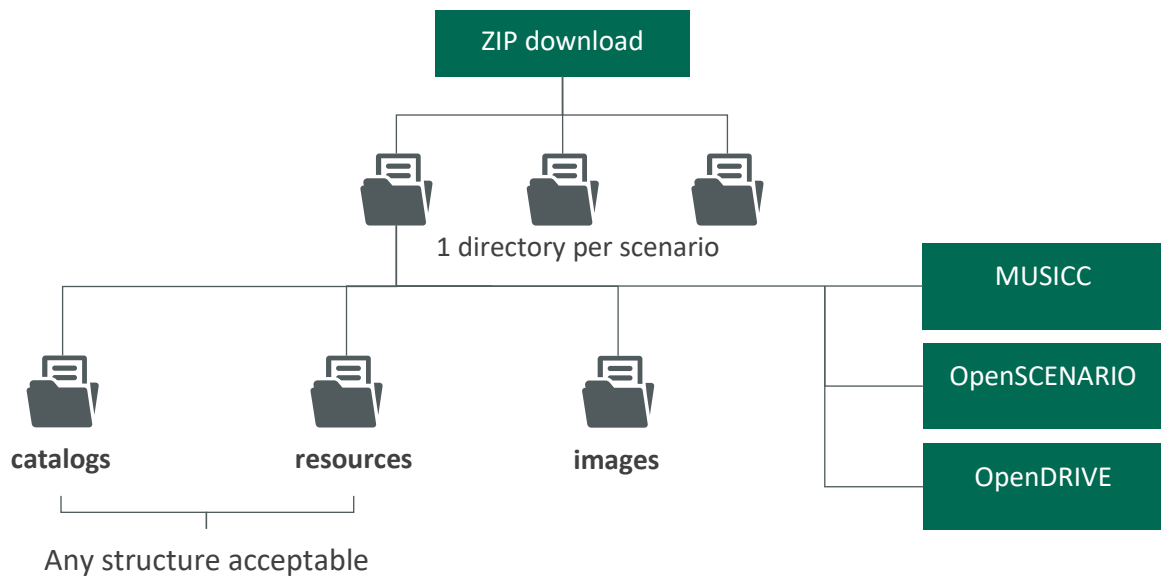 ZIP download
1 directory per scenario
MUSICC
OpenSCENARIO
OpenDRIVE
catalogs
resources
images
Any structure acceptable